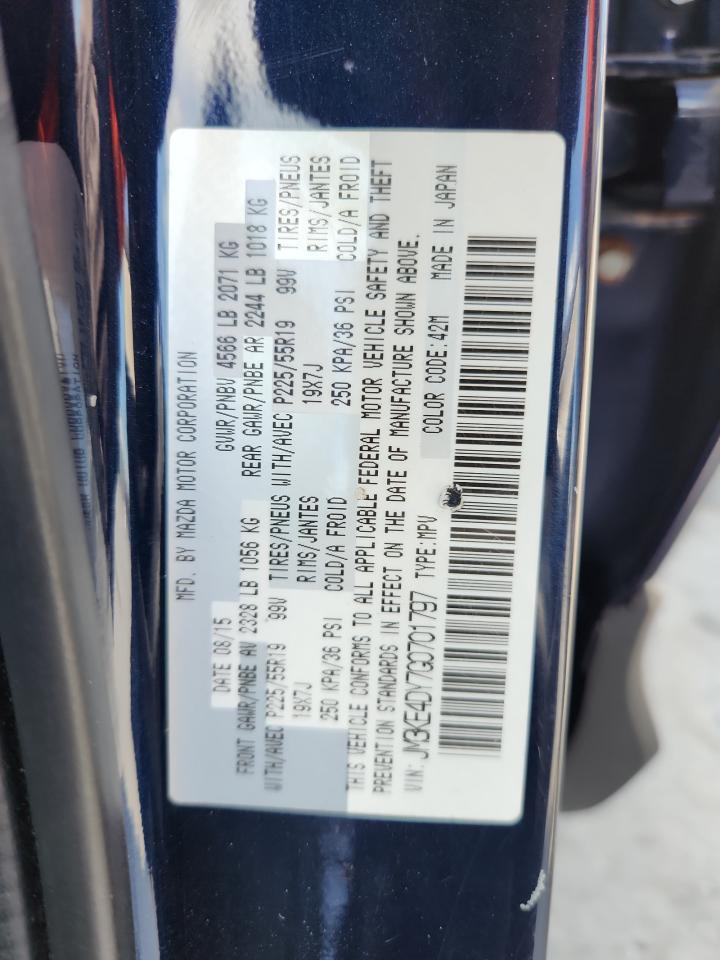 MFD. BY MAZDA MOTOR CORPORATION
DATE 08/15 GVWR/PNBV 4566 LB 2071 KG
FRONT GAWR/PNBE AV 2328 LB 1056 KG REAR GAWR/PNBE AR 2244 LB 1018 KG
WITH/AVEC P225/55R19 99V TIRES/PNEUS WITH/AVEC P225/55R19 99V TIRES/PNEUS
19X7J RIMS/JANTES 19X7J RIMS/JANTES
250 KPA/36 PSI COLD/A FROID 250 KPA/36 PSI COLD/A FROID
THIS VEHICLE CONFORMS TO ALL APPLICABLE FEDERAL MOTOR VEHICLE SAFETY AND THEFT
PREVENTION STANDARDS IN EFFECT ON THE DATE OF MANUFACTURE SHOWN ABOVE.
VIN: JM3KE4DY7G0701797 TYPE:MPV COLOR CODE:42M MADE IN JAPAN